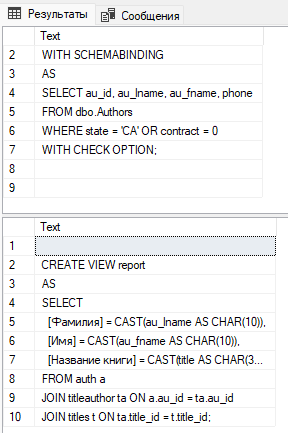 Результаты Сообщения
Text
2 WITH SCHEMABINDING
3 AS
4 SELECT au_id, au_lname, au_fname, phone
5 FROM dbo.Authors
6 WHERE state = 'CA' OR contract = 0
7 WITH CHECK OPTION;
8
9
Text
1
2 CREATE VIEW report
3 AS
4 SELECT
5 [Фамилия] = CAST(au_lname AS CHAR(10)),
6 [Имя] = CAST(au_fname AS CHAR(10)),
7 [Название книги] = CAST(title AS CHAR(3...
8 FROM auth a
9 JOIN titleauthor ta ON a.au_id = ta.au_id
10 JOIN titles t ON ta.title_id = t.title_id;